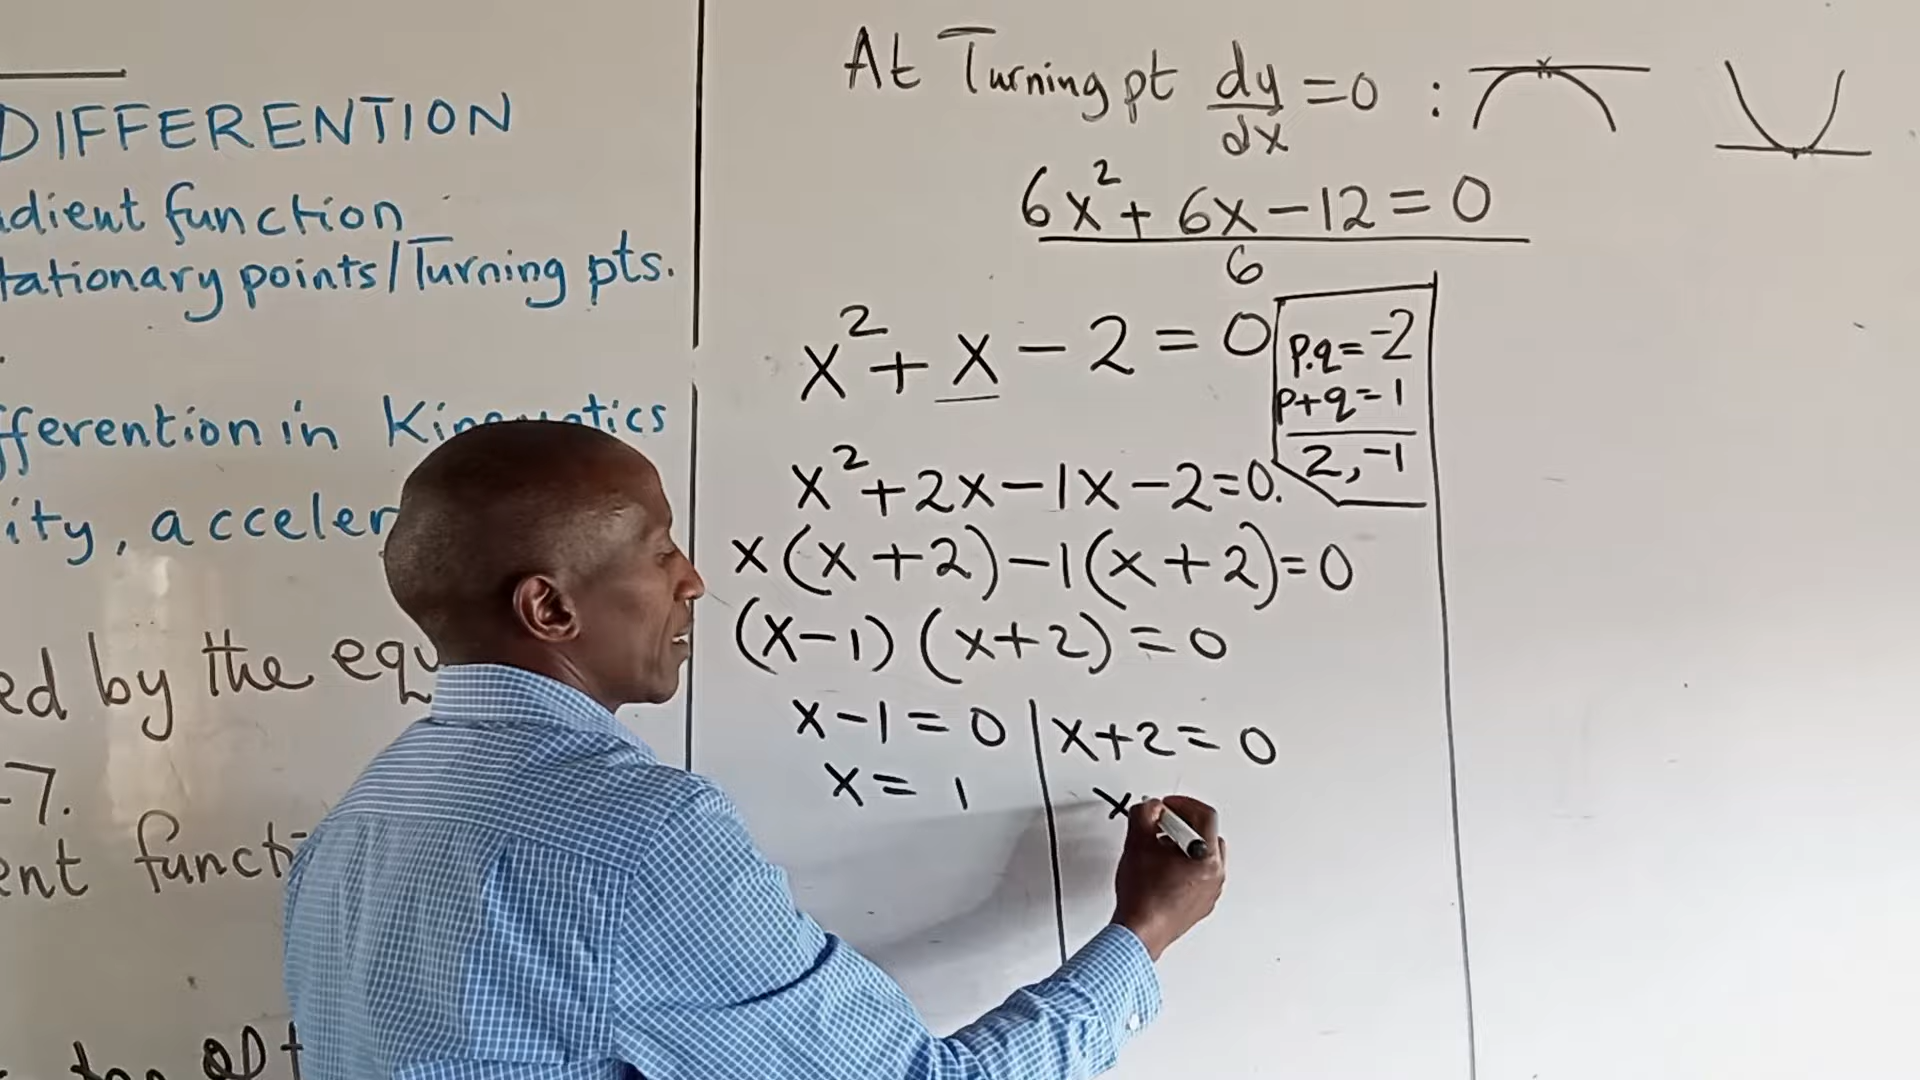 DIFFERENTION
adient function
tationary points/Turning pts.
fferention in Kinematics
ity, acceler
ed by the equ
-7.
ent functi
At Turning pt dy/dx = 0 :
6x² + 6x - 12 = 0
6
x² + x - 2 = 0
p.q = -2
p+q = 1
2, -1
x² + 2x - 1x - 2 = 0.
x(x + 2) - 1(x + 2) = 0
(x - 1) (x + 2) = 0
x - 1 = 0 | x + 2 = 0
x = 1 | x